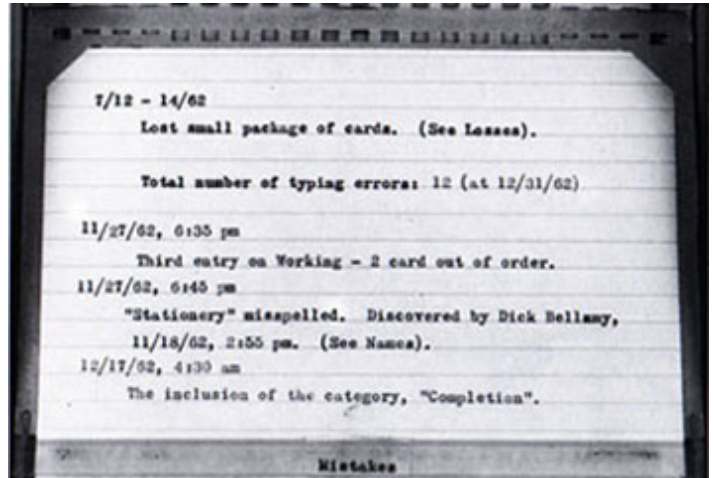 7/12 - 14/62
Lost small package of cards. (See Losses).
Total number of typing errors: 12 (at 12/31/62)
11/27/62, 6:35 pm
Third entry on Working - 2 card out of order.
11/27/62, 6:45 pm
"Stationery" misspelled. Discovered by Dick Bellamy,
11/18/62, 2:55 pm. (See Names).
12/17/62, 4:30 am
The inclusion of the category, "Completion".
Mistakes